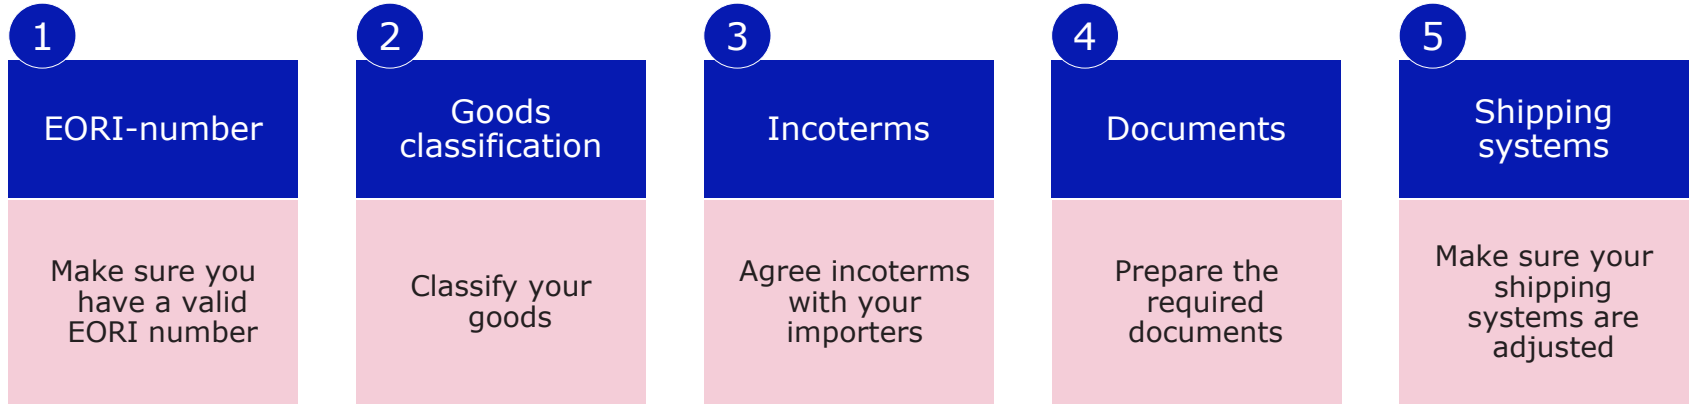 1
EORI-number
Make sure you
have a valid
EORI number
2
Goods
classification
Classify your
goods
3
Incoterms
Agree incoterms
with your
importers
4
Documents
Prepare the
required
documents
5
Shipping
systems
Make sure your
shipping
systems are
adjusted